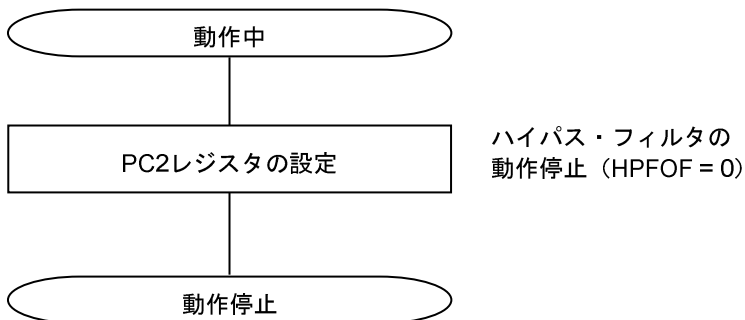 動作中
PC2レジスタの設定
ハイパス・フィルタの
動作停止（HPFOF = 0）
動作停止